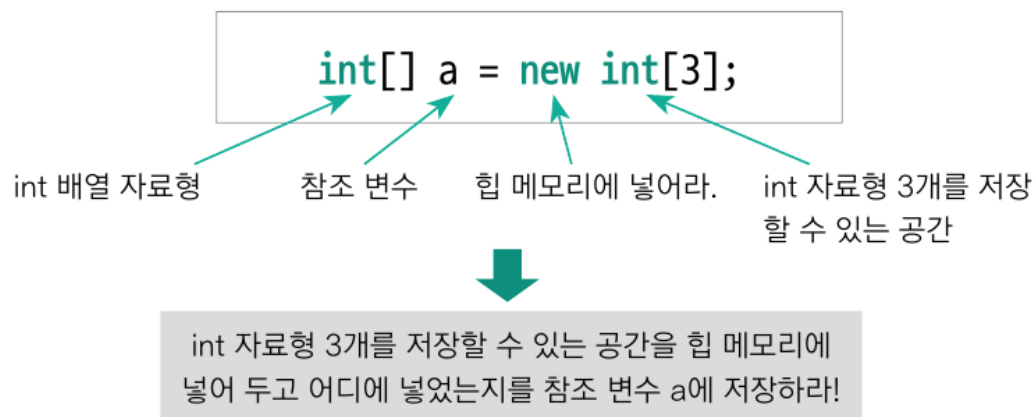 int[] a = new int[3];
int 배열 자료형
참조 변수
힙 메모리에 넣어라.
int 자료형 3개를 저장
할 수 있는 공간
int 자료형 3개를 저장할 수 있는 공간을 힙 메모리에
넣어 두고 어디에 넣었는지를 참조 변수 a에 저장하라!